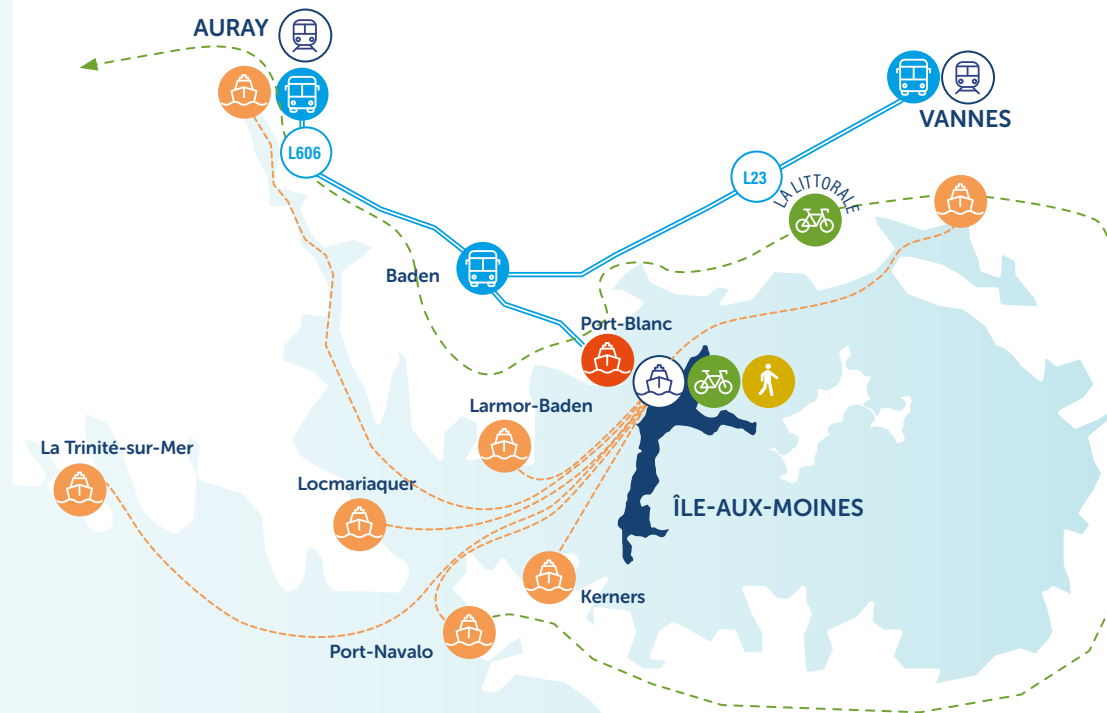 AURAY
VANNES
L606
L23
LA LITTORALE
Baden
Port-Blanc
Larmor-Baden
La Trinité-sur-Mer
Locmariaquer
ÎLE-AUX-MOINES
Kerners
Port-Navalo